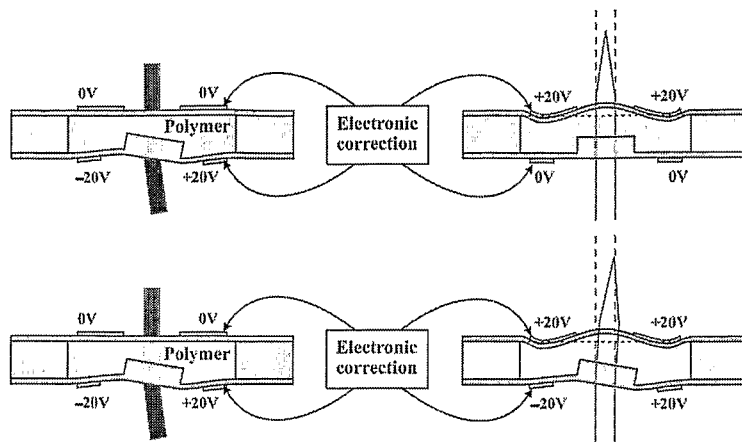 0V 0V
Polymer
−20V +20V
Electronic
correction
+20V +20V
0V 0V
0V 0V
Polymer
−20V +20V
Electronic
correction
+20V +20V
−20V +20V